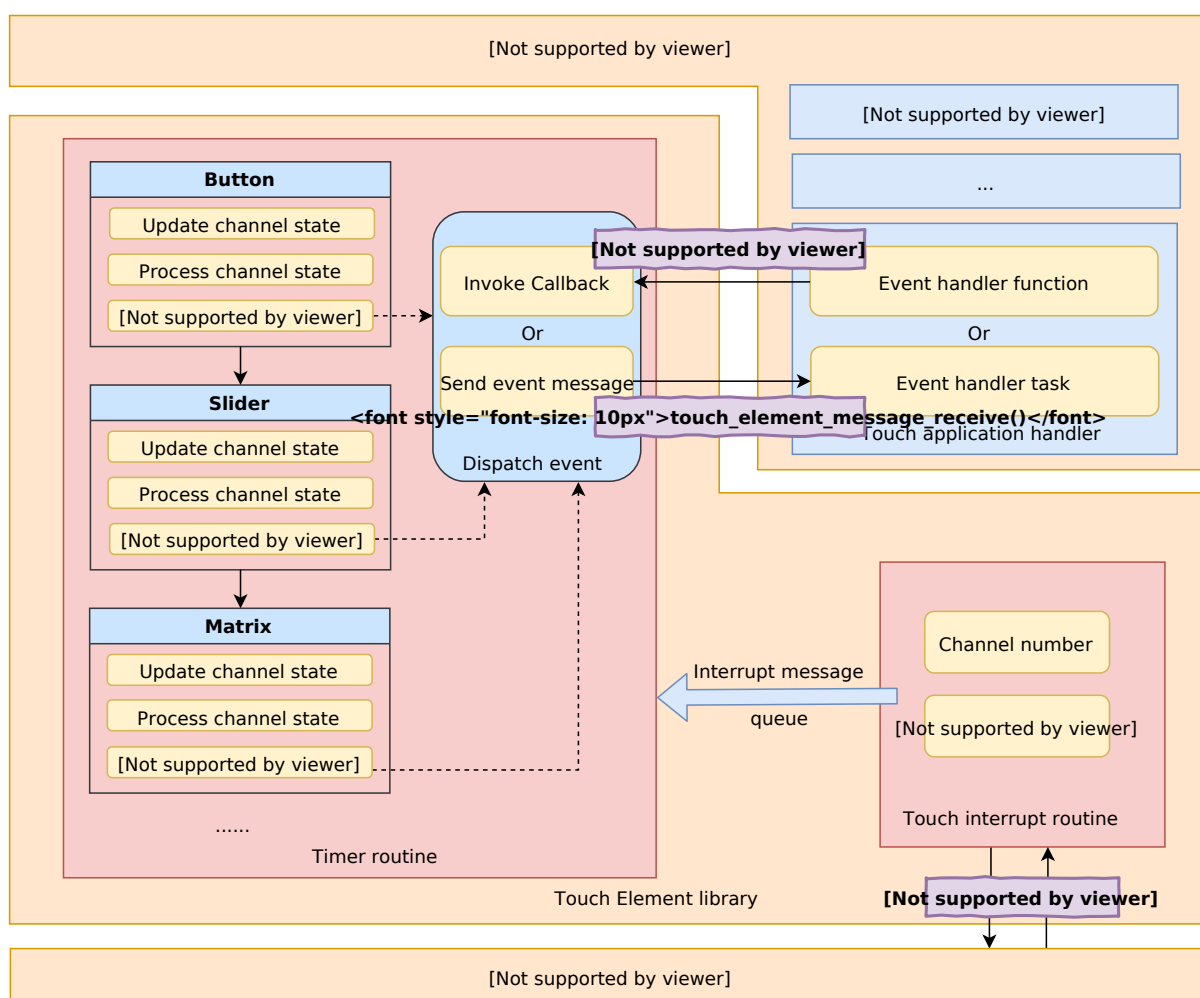 [Not supported by viewer]
[Not supported by viewer]
...
Button
Update channel state
Process channel state
[Not supported by viewer]
Slider
Update channel state
Process channel state
[Not supported by viewer]
Matrix
Update channel state
Process channel state
[Not supported by viewer]
......
Timer routine
Invoke Callback
Or
Send event message
Dispatch event
[Not supported by viewer]
Event handler function
Or
Event handler task
<font style="font-size: 10px">touch_element_message_receive()</font>
Touch application handler
Interrupt message
queue
Channel number
[Not supported by viewer]
Touch interrupt routine
Touch Element library
[Not supported by viewer]
[Not supported by viewer]